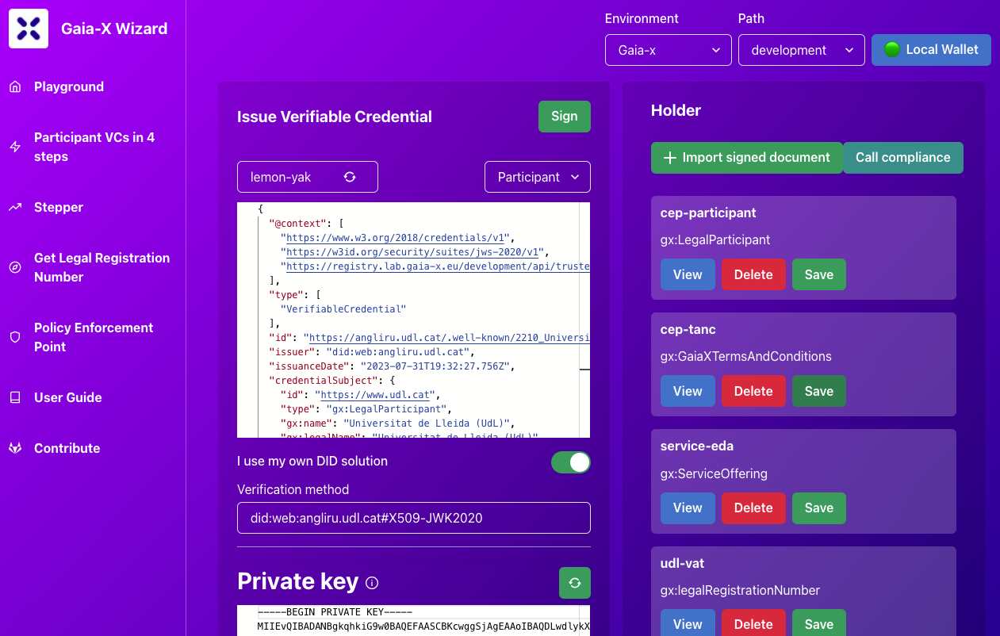 Gaia-X Wizard
Playground
Participant VCs in 4
steps
Stepper
Get Legal Registration
Number
Policy Enforcement
Point
User Guide
Contribute
Environment
Path
Gaia-x
development
Local Wallet
Issue Verifiable Credential
Sign
lemon-yak
Participant
{
"@context": [
"https://www.w3.org/2018/credentials/v1",
"https://w3id.org/security/suites/jws-2020/v1",
"https://registry.lab.gaia-x.eu/development/api/truste
],
"type": [
"VerifiableCredential"
],
"id": "https://angliru.udl.cat/.well-known/2210_Universi
"issuer": "did:web:angliru.udl.cat",
"issuanceDate": "2023-07-31T19:32:27.756Z",
"credentialSubject": {
"id": "https://www.udl.cat",
"type": "gx:LegalParticipant",
"gx:name": "Universitat de Lleida (UdL)",
"gx:legalName": "Universitat de Lleida (UdL)"
I use my own DID solution
Verification method
did:web:angliru.udl.cat#X509-JWK2020
Private key
-----BEGIN PRIVATE KEY-----
MIIEvQIBADANBgkqhkiG9w0BAQEFAASCBKcwggSjAgEAAoIBAQDLwdlykX
Holder
Import signed document
Call compliance
cep-participant
gx:LegalParticipant
View
Delete
Save
cep-tanc
gx:GaiaXTermsAndConditions
View
Delete
Save
service-eda
gx:ServiceOffering
View
Delete
Save
udl-vat
gx:legalRegistrationNumber
View
Delete
Save